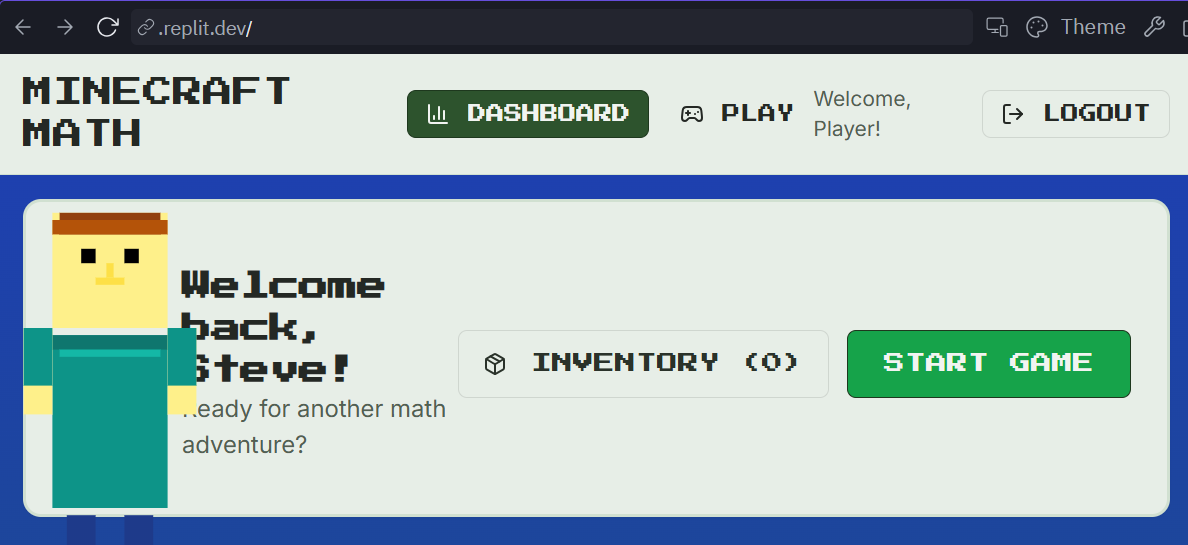 .replit.dev/
Theme
MINECRAFT
MATH
DASHBOARD
PLAY
Welcome,
Player!
LOGOUT
Welcome
back,
Steve!
Ready for another math
adventure?
INVENTORY (0)
START GAME